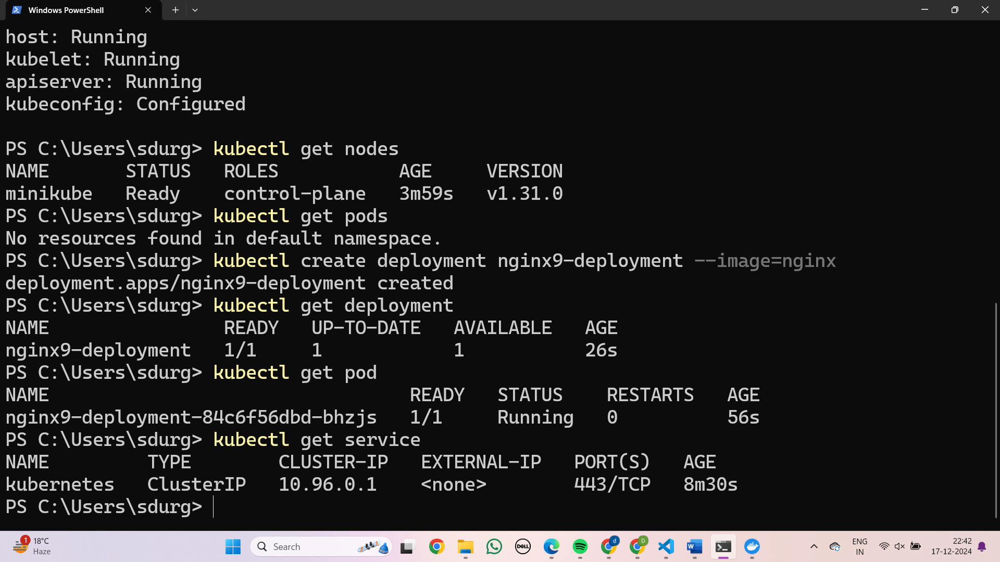 Windows PowerShell
host: Running
kubelet: Running
apiserver: Running
kubeconfig: Configured
PS C:\Users\sdurg> kubectl get nodes
NAME       STATUS   ROLES           AGE     VERSION
minikube   Ready    control-plane   3m59s   v1.31.0
PS C:\Users\sdurg> kubectl get pods
No resources found in default namespace.
PS C:\Users\sdurg> kubectl create deployment nginx9-deployment --image=nginx
deployment.apps/nginx9-deployment created
PS C:\Users\sdurg> kubectl get deployment
NAME                READY   UP-TO-DATE   AVAILABLE   AGE
nginx9-deployment   1/1     1            1           26s
PS C:\Users\sdurg> kubectl get pod
NAME                                 READY   STATUS    RESTARTS   AGE
nginx9-deployment-84c6f56dbd-bhzjs   1/1     Running   0          56s
PS C:\Users\sdurg> kubectl get service
NAME         TYPE        CLUSTER-IP   EXTERNAL-IP   PORT(S)   AGE
kubernetes   ClusterIP   10.96.0.1    <none>        443/TCP   8m30s
PS C:\Users\sdurg>
1 18°C
Haze
Search
DELL
d
D
W
ENG
IN
22:42
17-12-2024